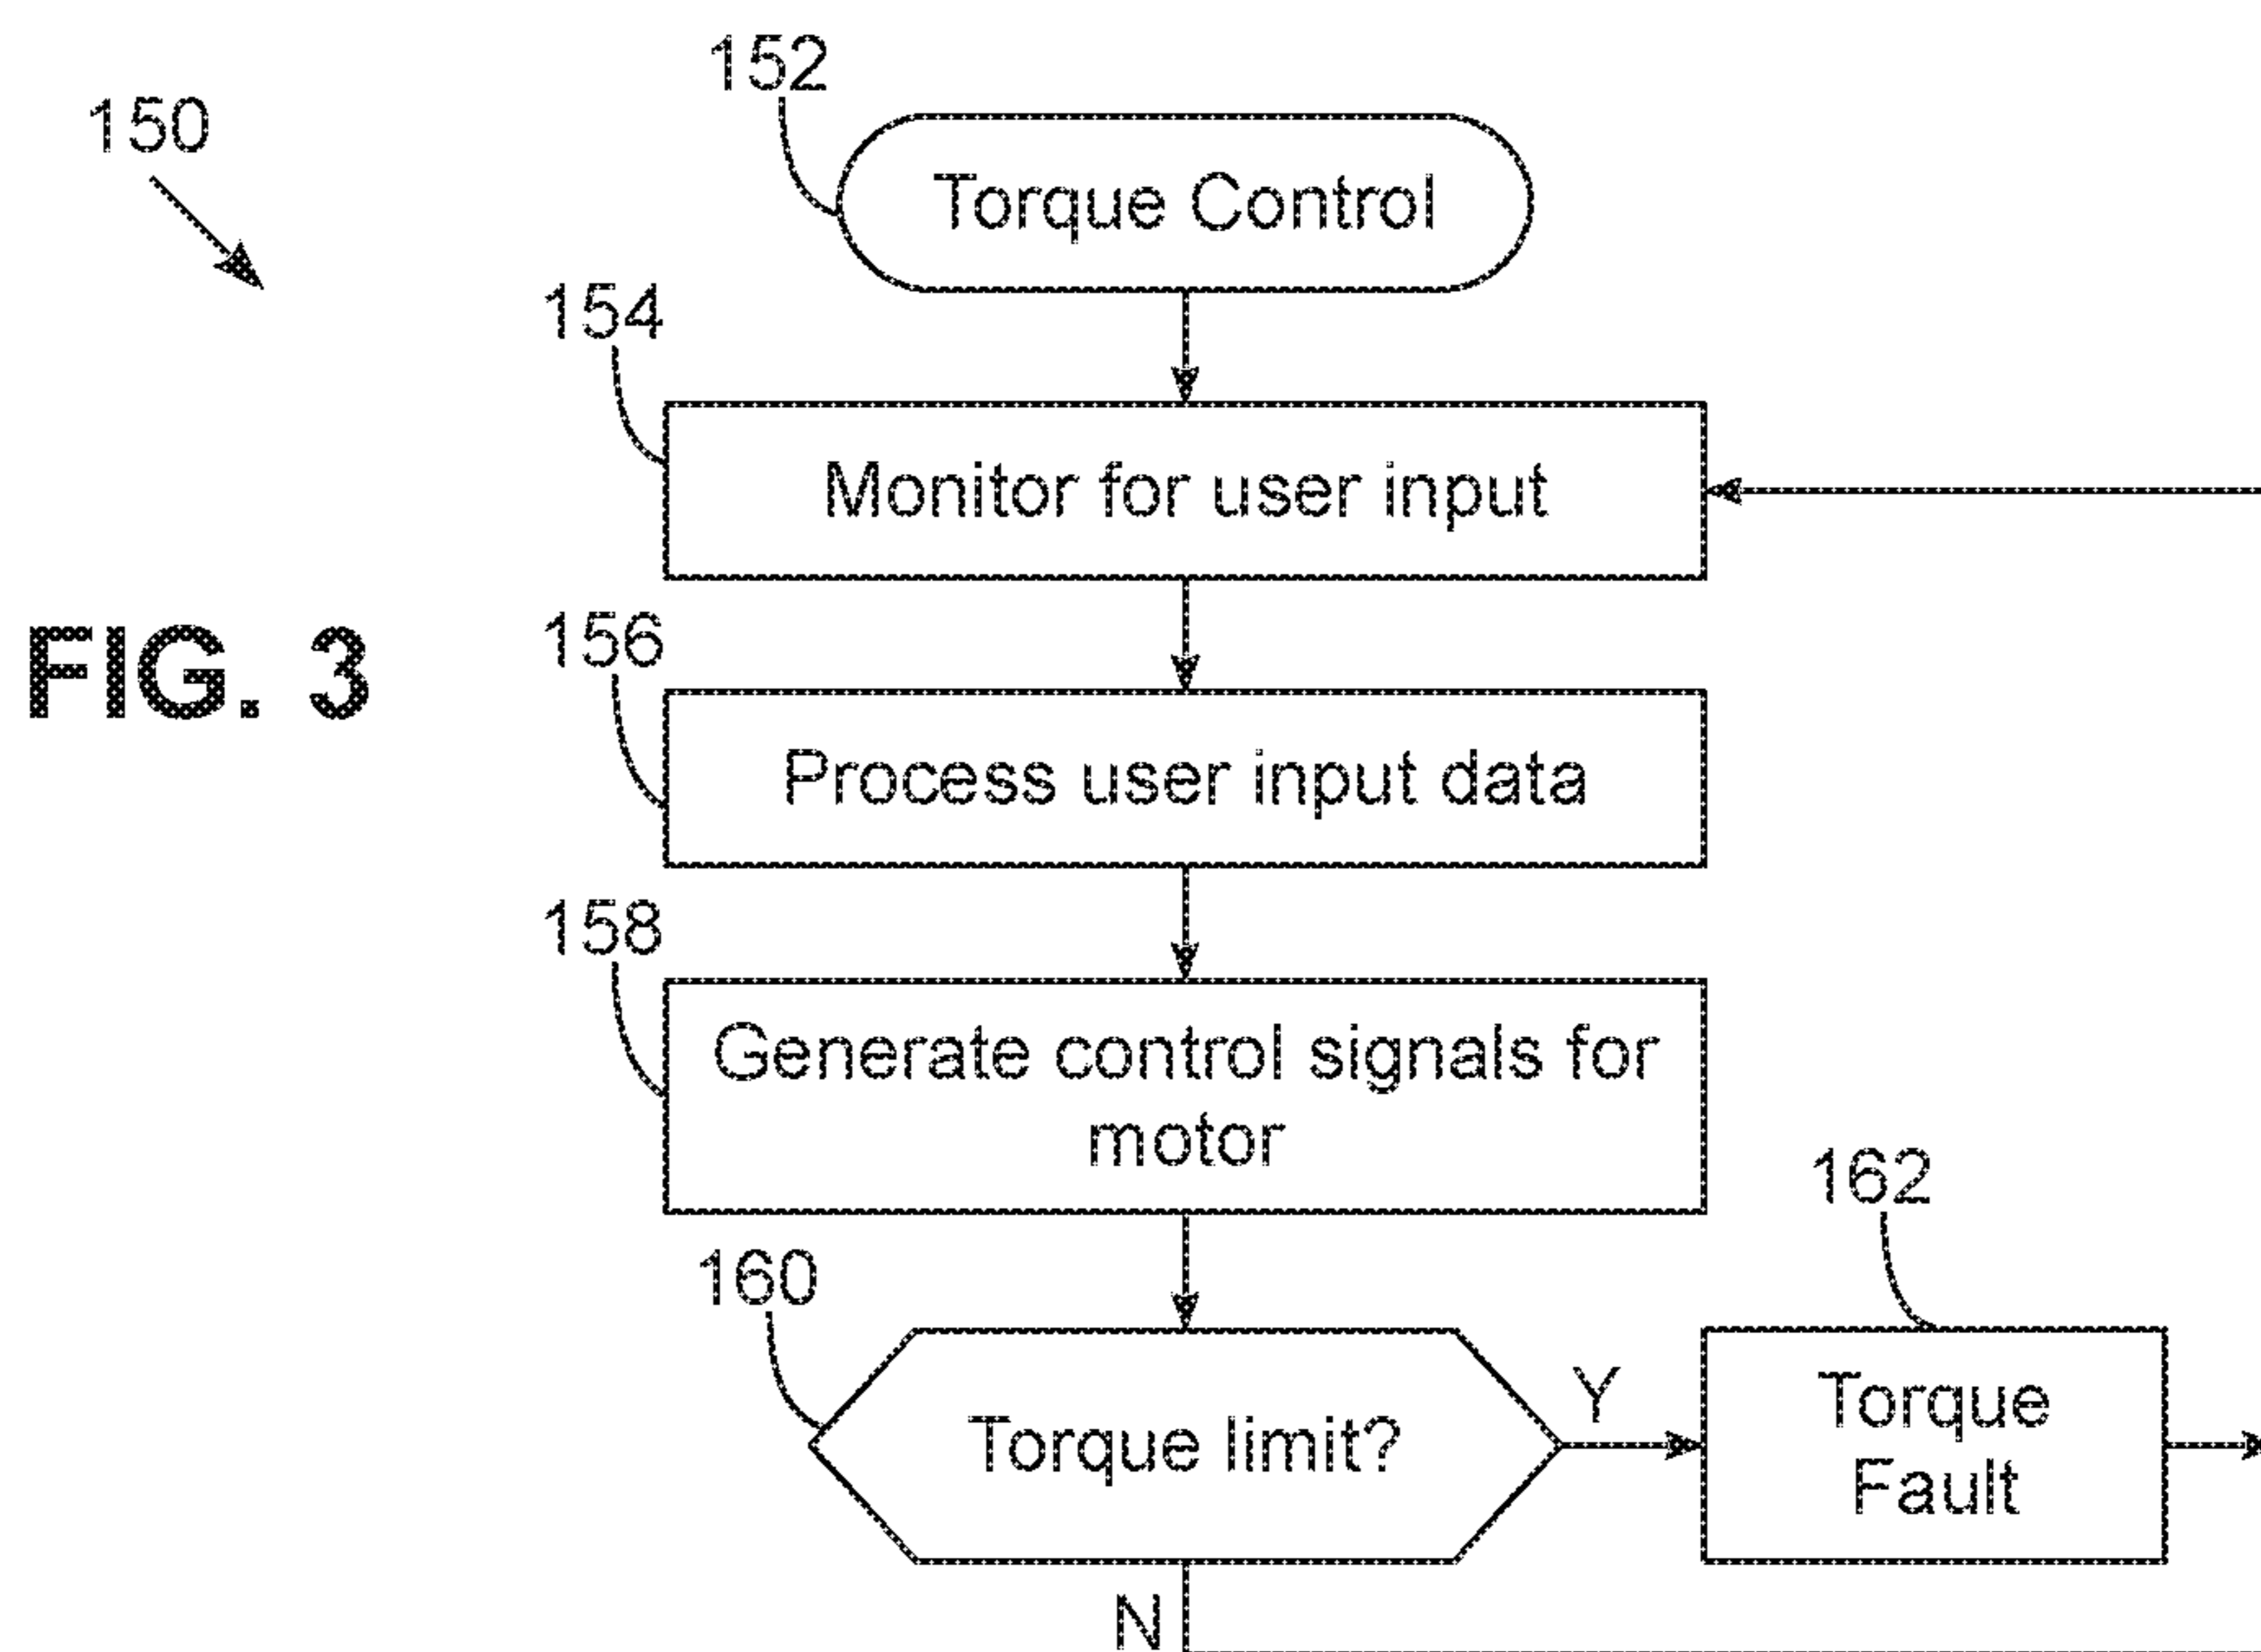 152
150
Torque Control
154
Monitor for user input
FIG. 3
156
Process user input data
158
Generate control signals for
motor
162
160
Y
Torque limit?
Torque
Fault
N